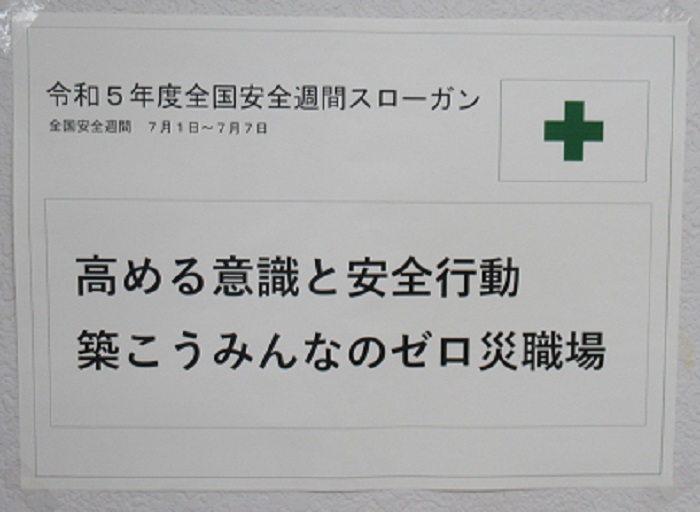 令和５年度全国安全週間スローガン
全国安全週間　７月１日～７月７日
高める意識と安全行動
築こうみんなのゼロ災職場